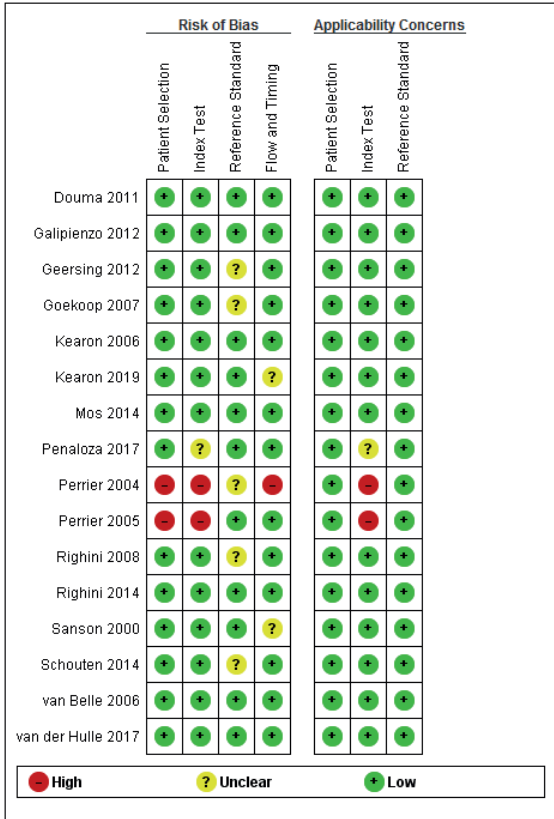 Risk of Bias Applicability Concerns
Patient Selection
Index Test
Reference Standard
Flow and Timing
Patient Selection
Index Test
Reference Standard
Douma 2011 + + + + + + +
Galipienzo 2012 + + + + + + +
Geersing 2012 + + ? + + + +
Goekoop 2007 + + ? + + + +
Kearon 2006 + + + + + + +
Kearon 2019 + + + ? + + +
Mos 2014 + + + + + + +
Penaloza 2017 + ? + + + ? +
Perrier 2004 - - ? - + - +
Perrier 2005 - - + + + - +
Righini 2008 + + ? + + + +
Righini 2014 + + + + + + +
Sanson 2000 + + + ? + + +
Schouten 2014 + + ? + + + +
van Belle 2006 + + + + + + +
van der Hulle 2017 + + + + + + +
- High ? Unclear + Low